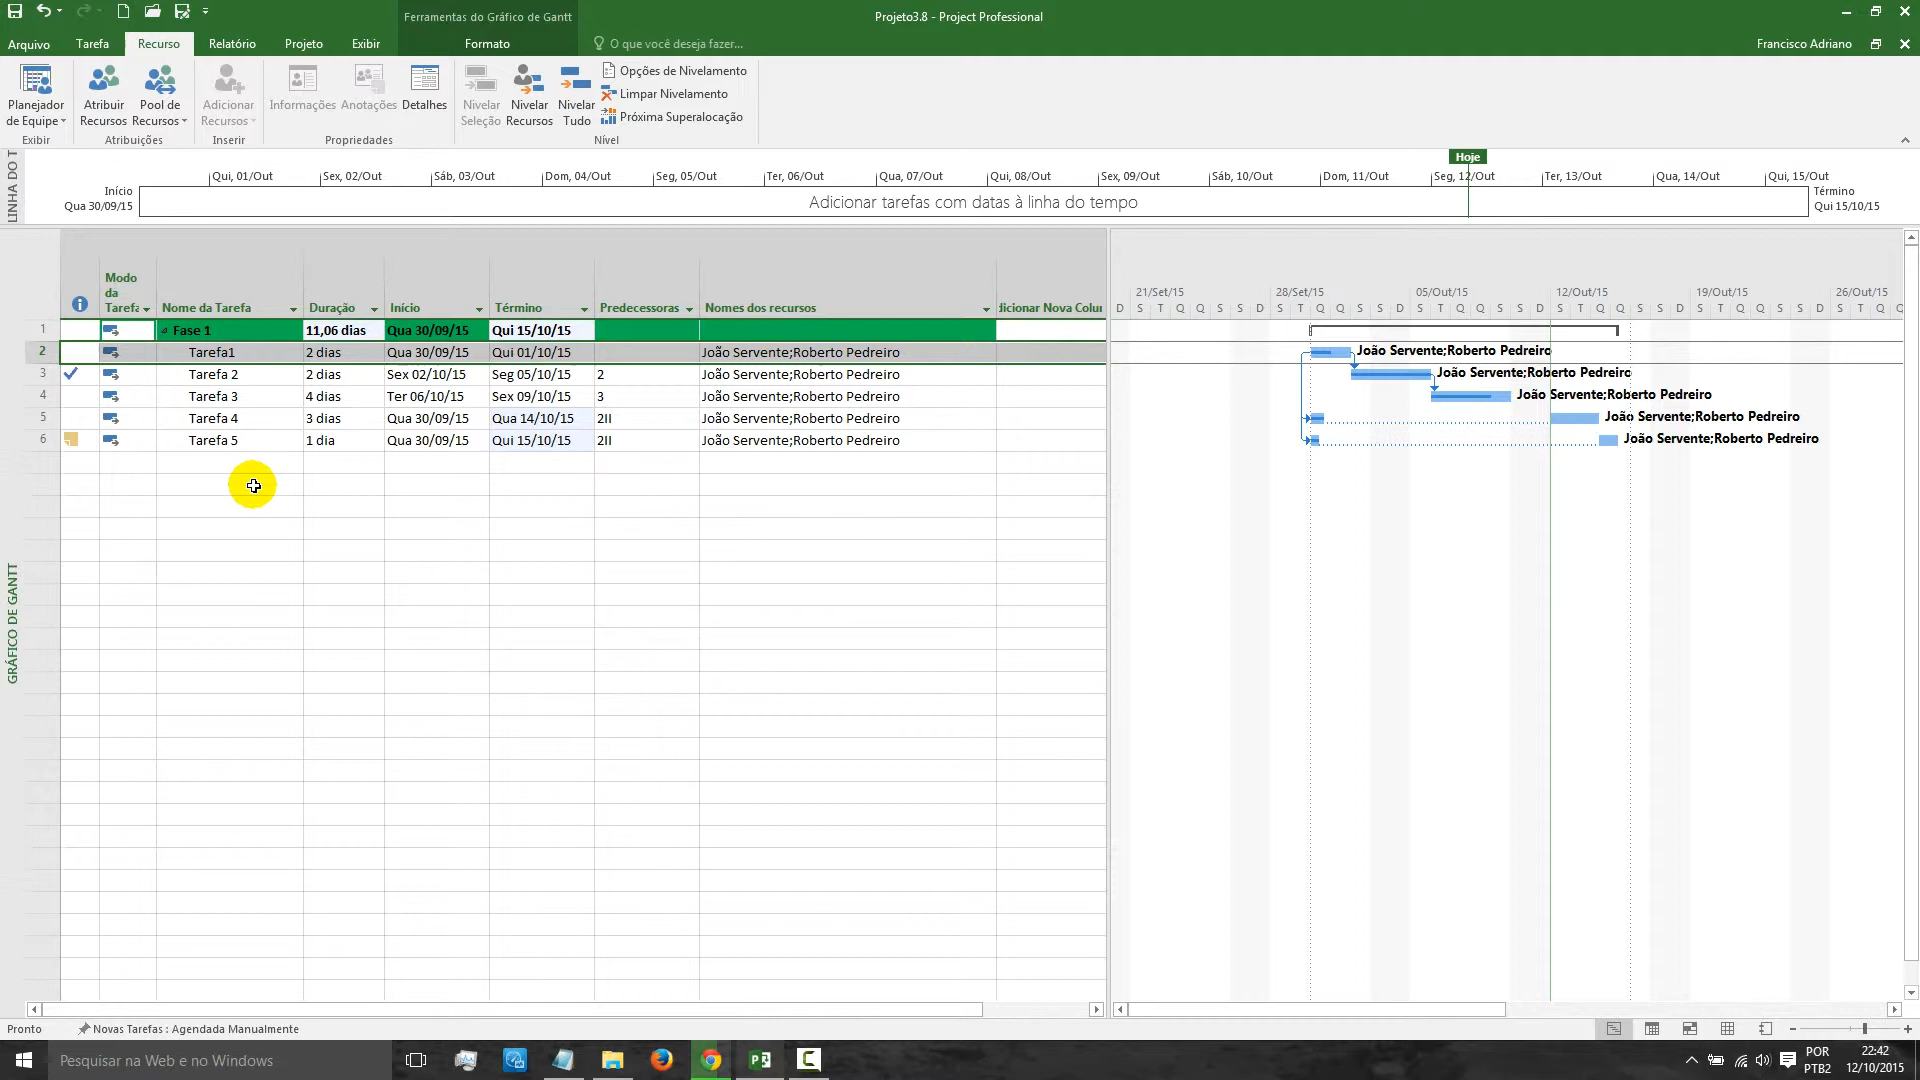 Ferramentas do Gráfico de Gantt
Projeto3.8 - Project Professional
Arquivo Tarefa Recurso Relatório Projeto Exibir Formato O que você deseja fazer... Francisco Adriano
Planejador de Equipe
Atribuir Recursos
Pool de Recursos
Adicionar Recursos
Informações Anotações Detalhes
Nivelar Seleção
Nivelar Recursos
Nivelar Tudo
Opções de Nivelamento
Limpar Nivelamento
Próxima Superalocação
Exibir Atribuições Inserir Propriedades Nível
LINHA DO T
Hoje
Qui, 01/Out Sex, 02/Out Sáb, 03/Out Dom, 04/Out Seg, 05/Out Ter, 06/Out Qua, 07/Out Qui, 08/Out Sex, 09/Out Sáb, 10/Out Dom, 11/Out Seg, 12/Out Ter, 13/Out Qua, 14/Out Qui, 15/Out
Início
Qua 30/09/15
Adicionar tarefas com datas à linha do tempo
Término
Qui 15/10/15
Modo da Tarefa Nome da Tarefa Duração Início Término Predecessoras Nomes dos recursos dicionar Nova Colur
21/Set/15 28/Set/15 05/Out/15 12/Out/15 19/Out/15 26/Out/15
D S T Q Q S S D S T Q Q S S D S T Q Q S S D S T Q Q S S D S T Q Q S S D S T Q
1 Fase 1 11,06 dias Qua 30/09/15 Qui 15/10/15
2 Tarefa1 2 dias Qua 30/09/15 Qui 01/10/15 João Servente;Roberto Pedreiro
3 Tarefa 2 2 dias Sex 02/10/15 Seg 05/10/15 2 João Servente;Roberto Pedreiro
4 Tarefa 3 4 dias Ter 06/10/15 Sex 09/10/15 3 João Servente;Roberto Pedreiro
5 Tarefa 4 3 dias Qua 30/09/15 Qua 14/10/15 2II João Servente;Roberto Pedreiro
6 Tarefa 5 1 dia Qua 30/09/15 Qui 15/10/15 2II João Servente;Roberto Pedreiro
João Servente;Roberto Pedreiro
João Servente;Roberto Pedreiro
João Servente;Roberto Pedreiro
João Servente;Roberto Pedreiro
João Servente;Roberto Pedreiro
GRÁFICO DE GANTT
Pronto Novas Tarefas : Agendada Manualmente
Pesquisar na Web e no Windows
POR
PTB2
22:42
12/10/2015